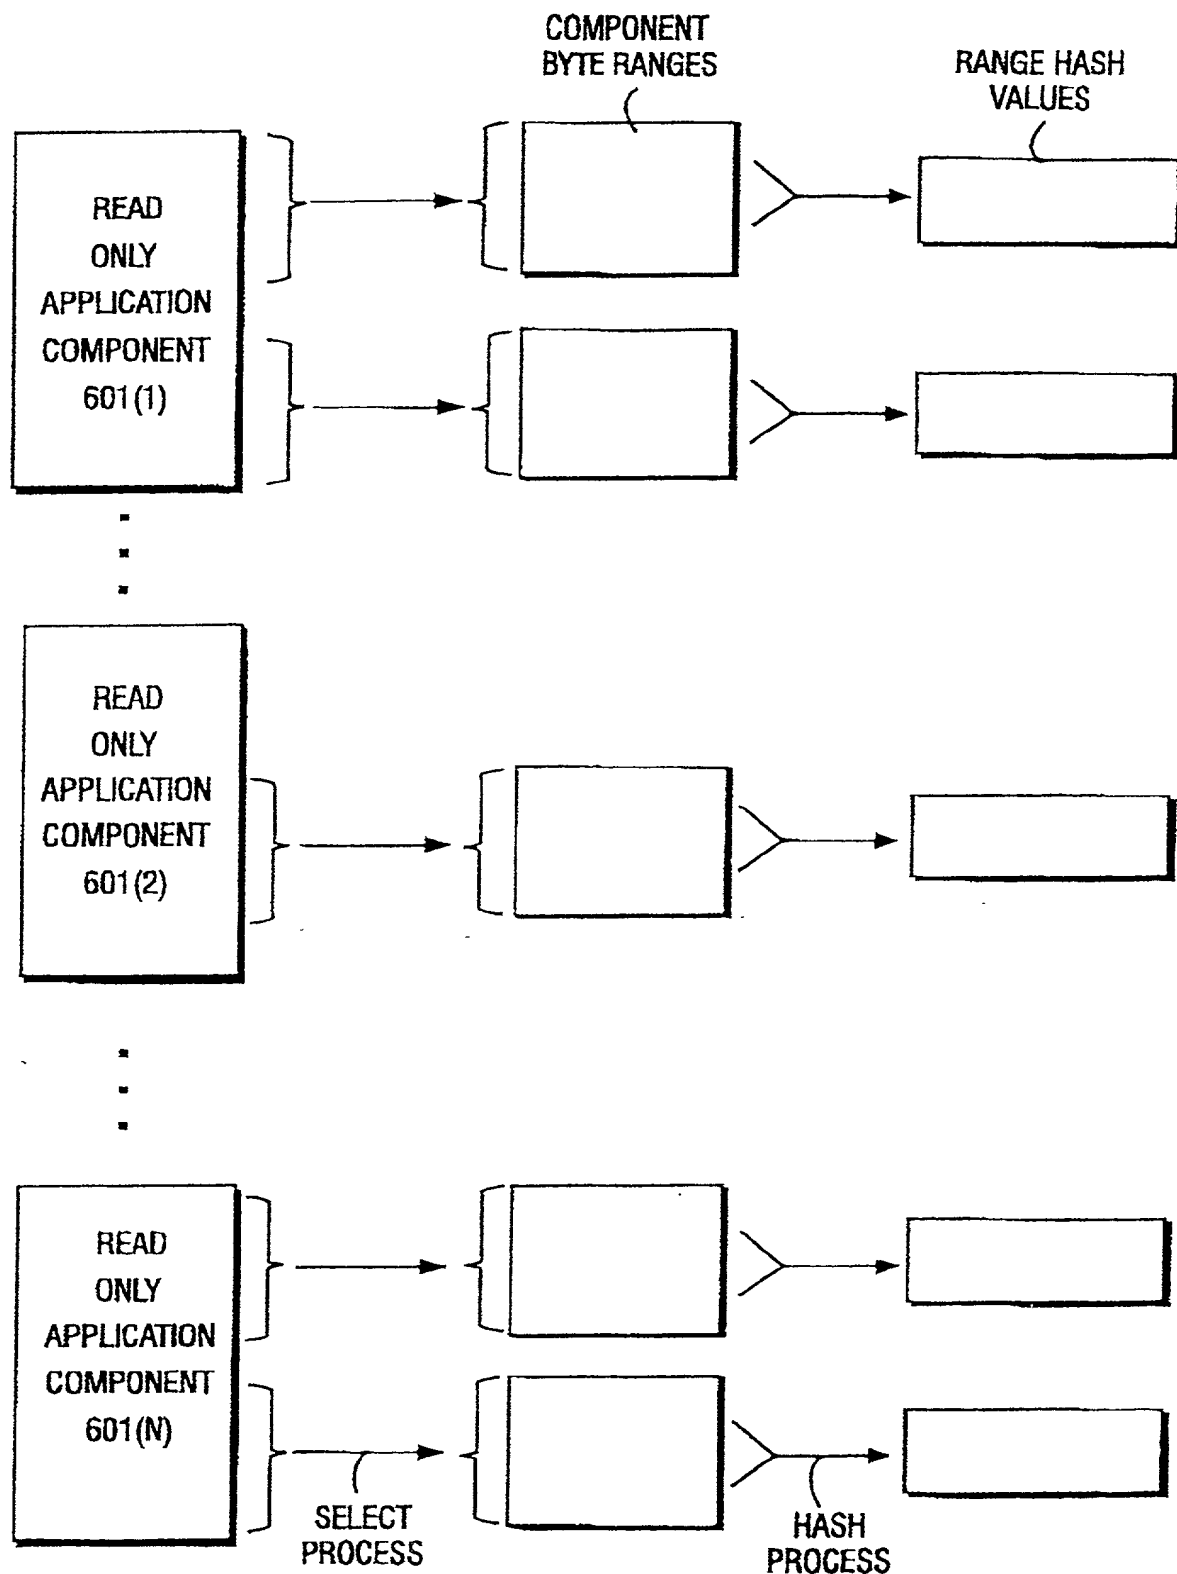 COMPONENT
BYTE RANGES
RANGE HASH
VALUES
READ
ONLY
APPLICATION
COMPONENT
601(1)
READ
ONLY
APPLICATION
COMPONENT
601(2)
READ
ONLY
APPLICATION
COMPONENT
601(N)
SELECT
PROCESS
HASH
PROCESS